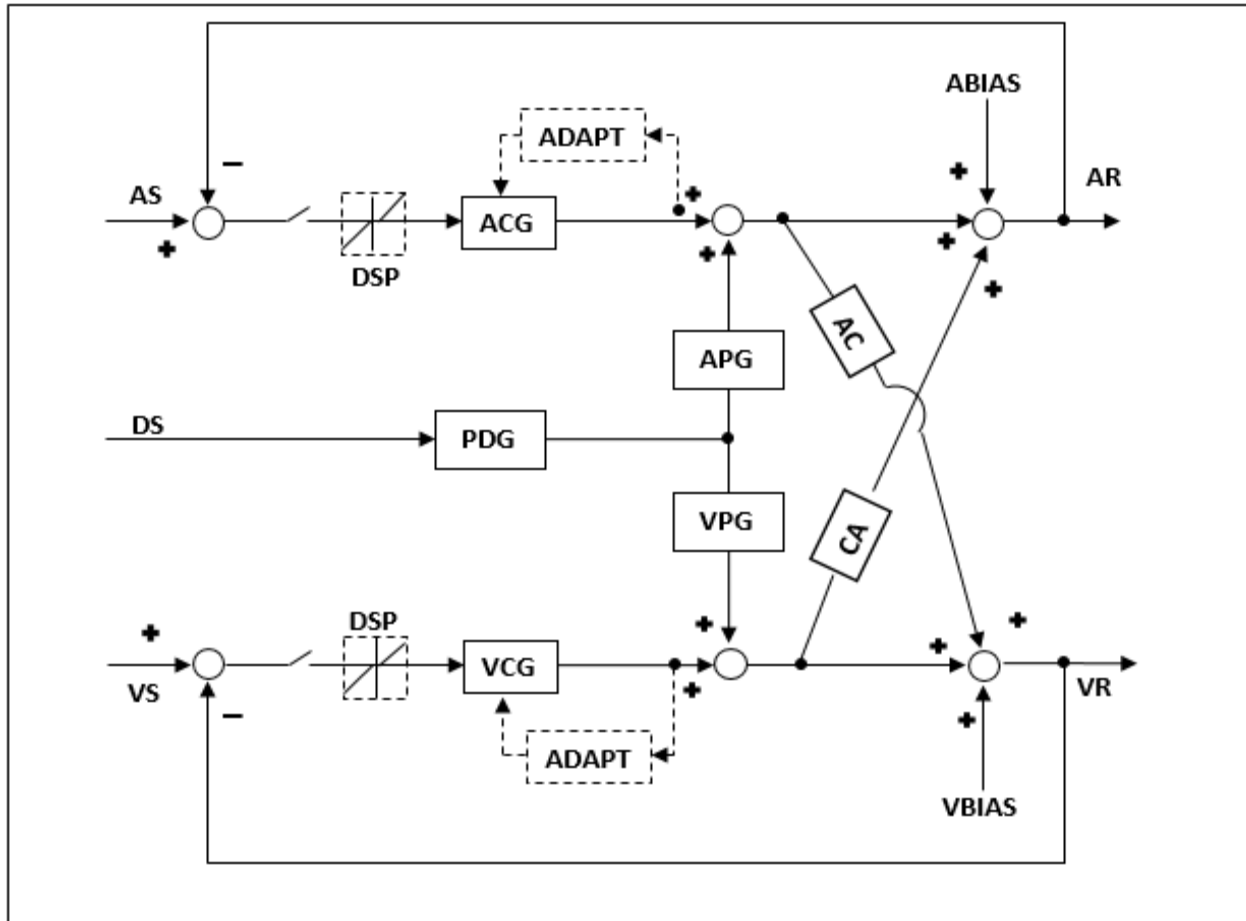 ABIAS
ADAPT
AS
AR
ACG
DSP
AC
APG
DS
PDG
VPG
CA
DSP
VS
VCG
VR
ADAPT
VBIAS